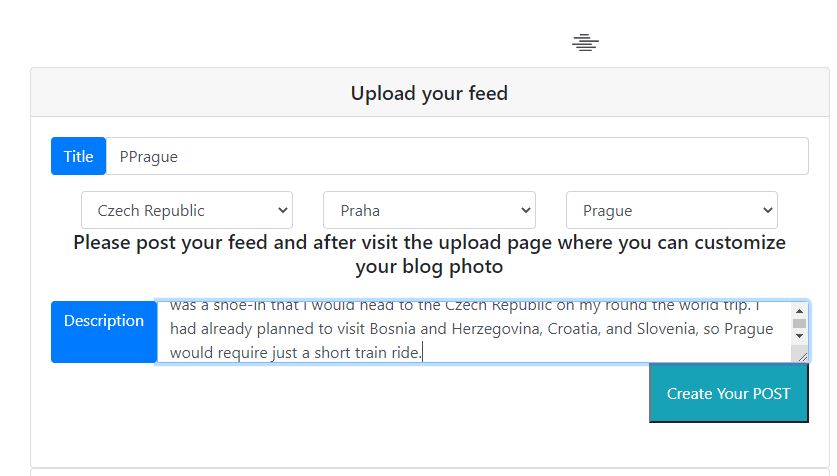 Upload your feed
Title PPrague
Czech Republic Praha Prague
Please post your feed and after visit the upload page where you can customize
your blog photo
was a shoe-in that I would head to the Czech Republic on my round the world trip. I
Description had already planned to visit Bosnia and Herzegovina, Croatia, and Slovenia, so Prague
would require just a short train ride.
Create Your POST